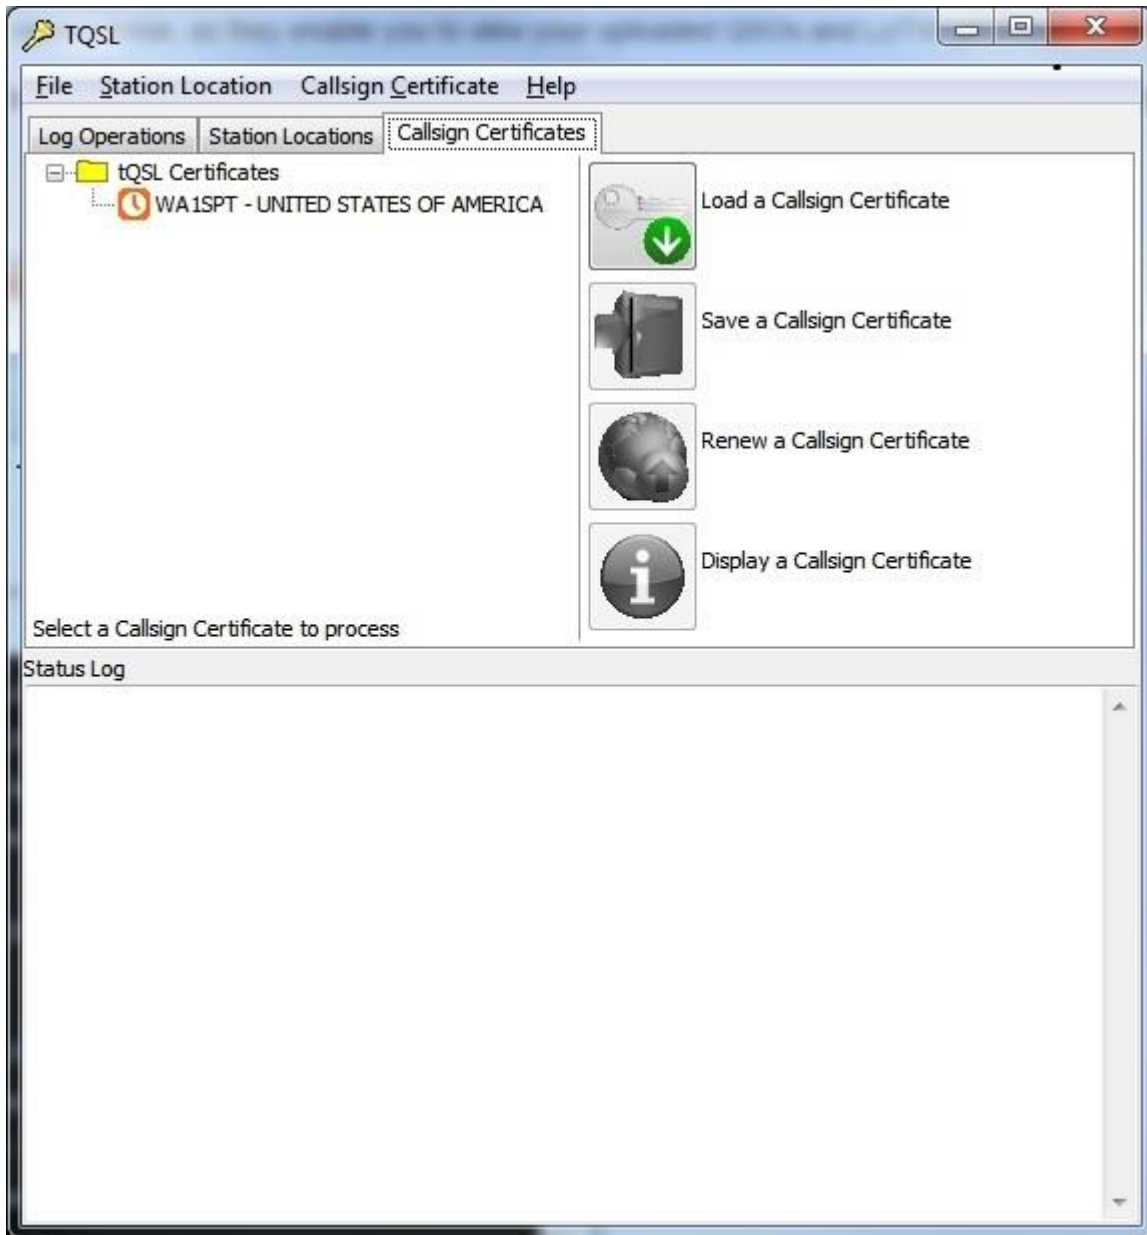 TQSL
File Station Location Callsign Certificate Help
Log Operations Station Locations Callsign Certificates
tQSL Certificates
WA1SPT - UNITED STATES OF AMERICA
Load a Callsign Certificate
Save a Callsign Certificate
Renew a Callsign Certificate
Display a Callsign Certificate
Select a Callsign Certificate to process
Status Log